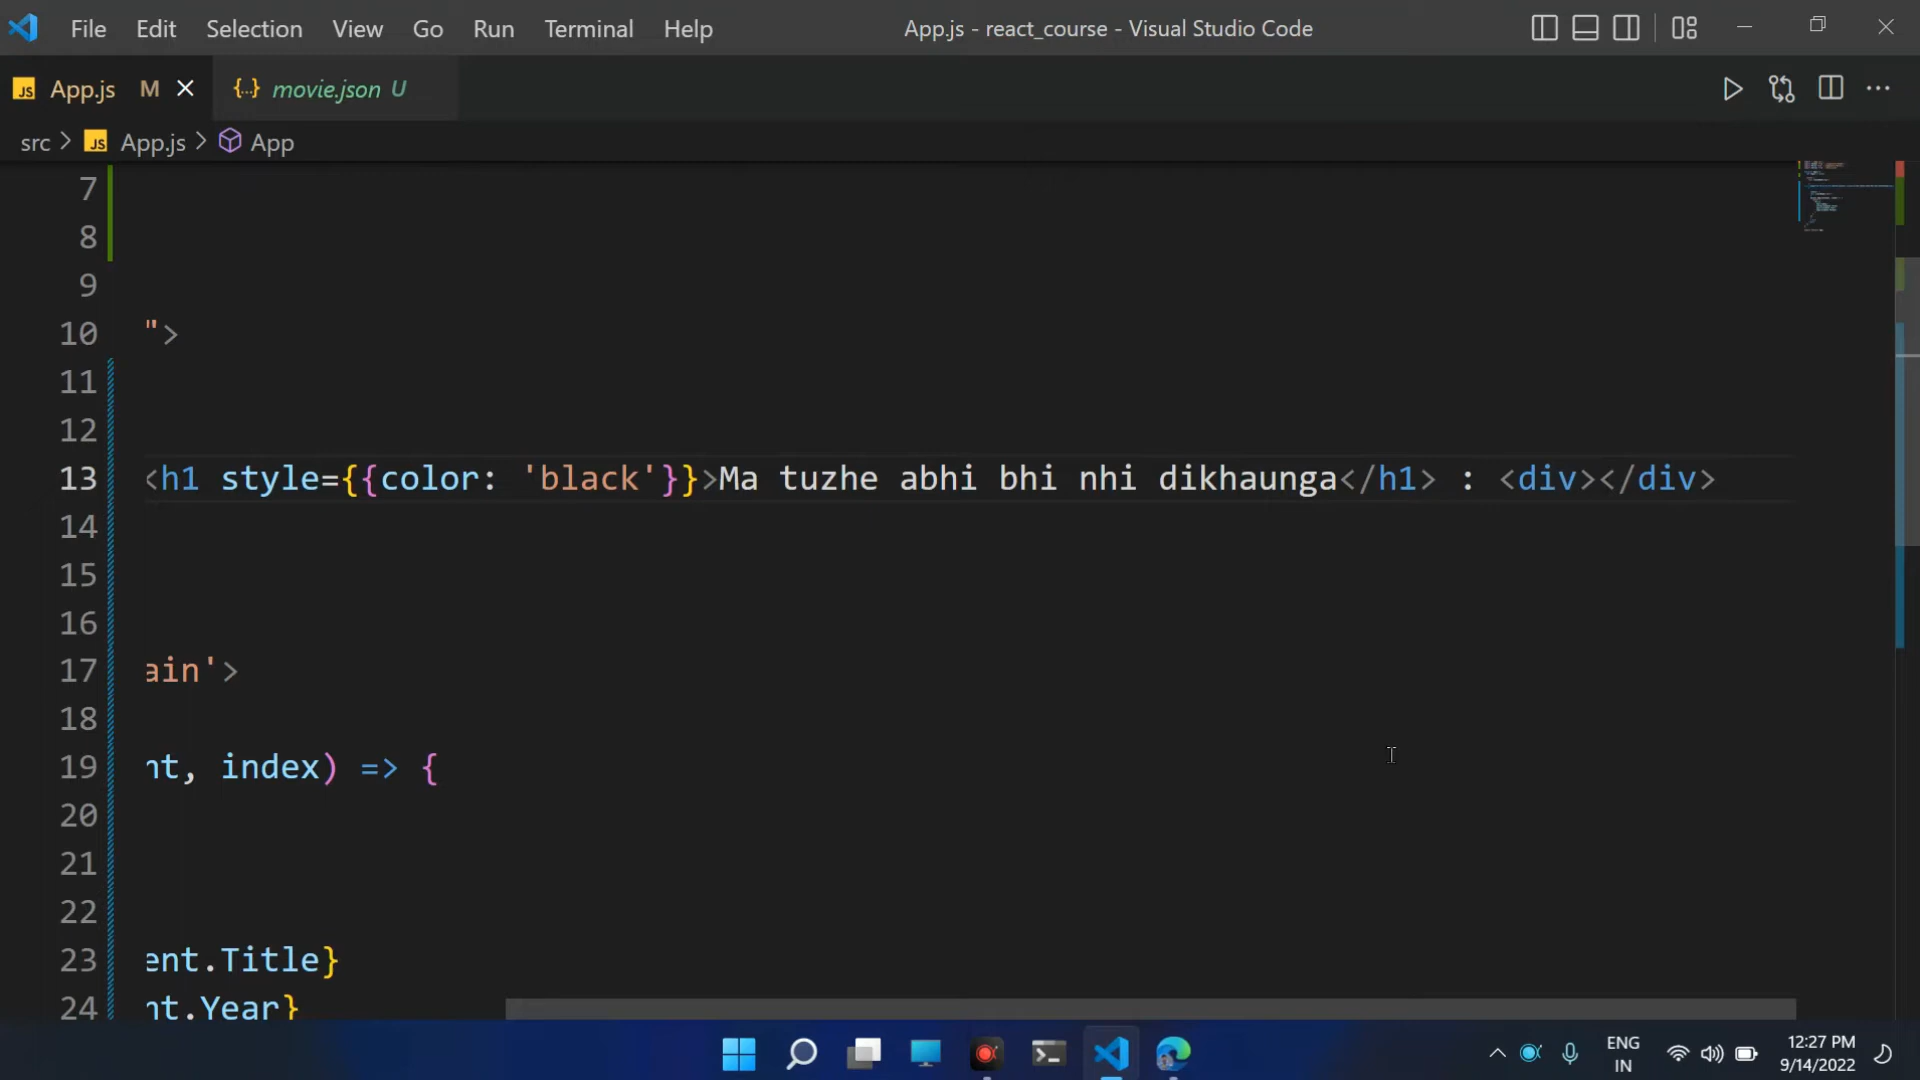 File Edit Selection View Go Run Terminal Help App.js - react_course - Visual Studio Code
JS App.js M {..} movie.json U
src > JS App.js > App
7
8
9
10 ">
11
12
13 <h1 style={{color: 'black'}}>Ma tuzhe abhi bhi nhi dikhaunga</h1> : <div></div>
14
15
16
17 ain'>
18
19 nt, index) => {
20
21
22
23 ent.Title}
24 nt.Year}
ENG 12:27 PM
IN 9/14/2022